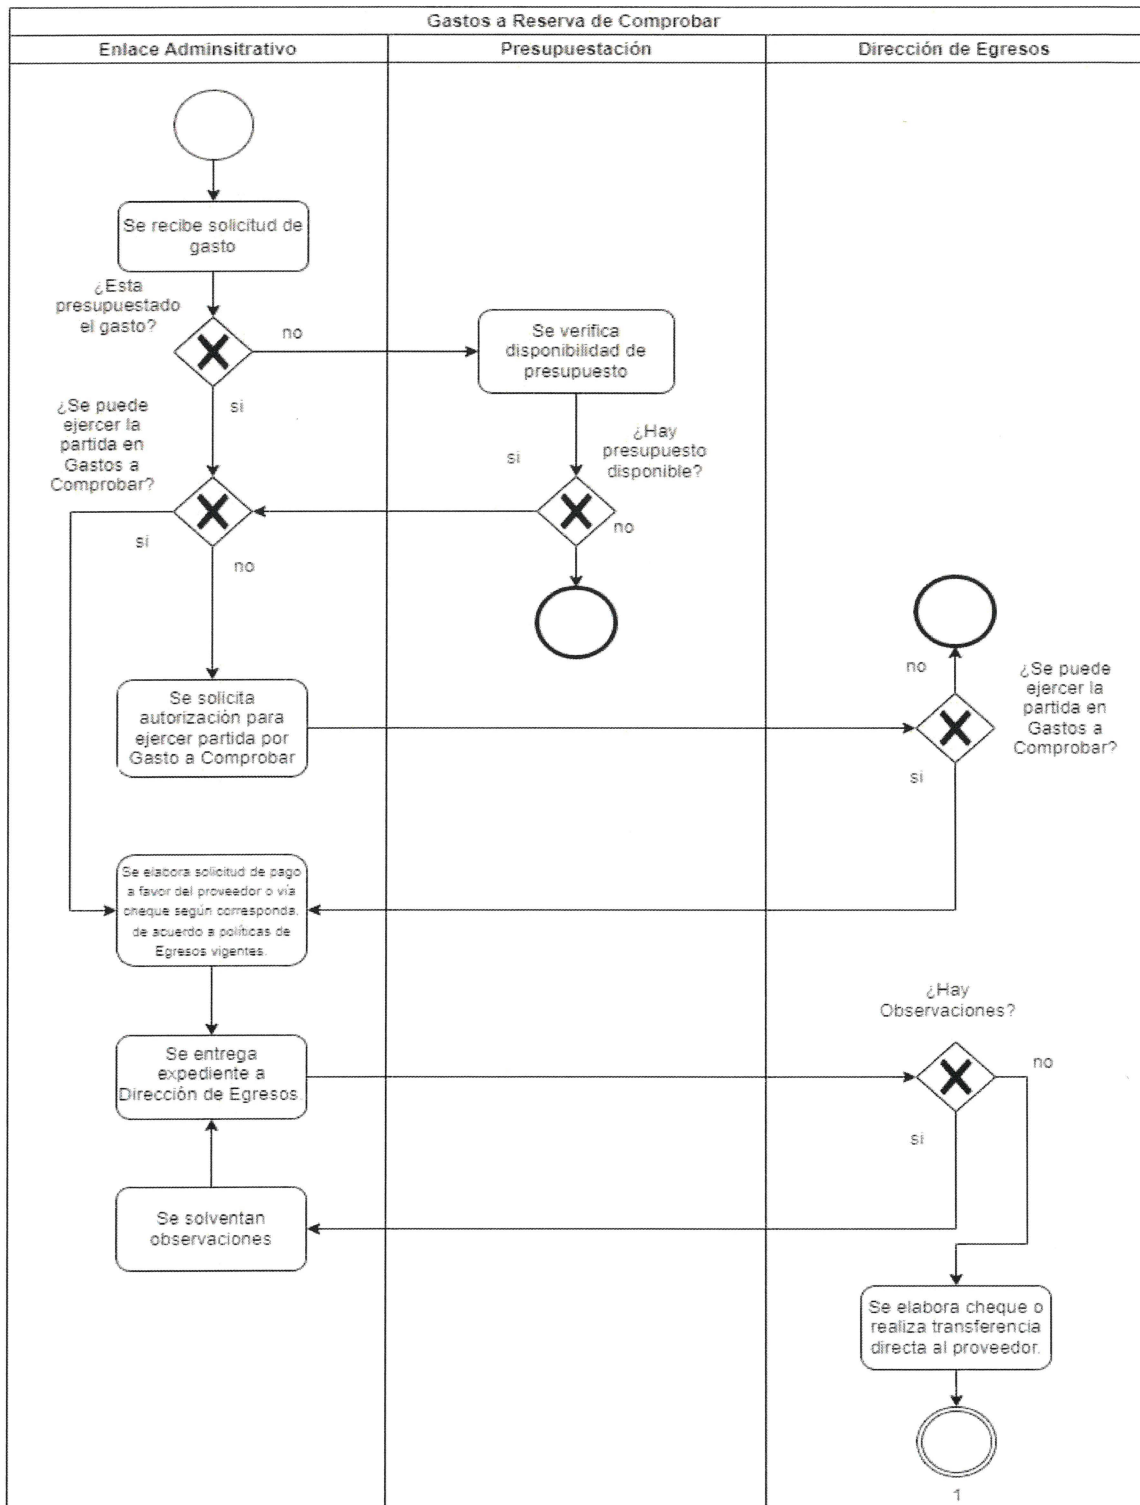 Gastos a Reserva de Comprobar
Enlace Adminsitrativo
Presupuestación
Dirección de Egresos
Se recibe solicitud de
gasto
¿Esta
presupuestado
el gasto?
no
Se verifica
disponibilidad de
presupuesto
si
¿Se puede
ejercer la
partida en
Gastos a
Comprobar?
¿Hay
presupuesto
disponible?
si
no
si
no
Se solicita
autorización para
ejercer partida por
Gasto a Comprobar
no
¿Se puede
ejercer la
partida en
Gastos a
Comprobar?
si
Se elabora solicitud de pago
a favor del proveedor o vía
cheque según corresponda,
de acuerdo a políticas de
Egresos vigentes.
¿Hay
Observaciones?
Se entrega
expediente a
Dirección de Egresos.
no
si
Se solventan
observaciones
Se elabora cheque o
realiza transferencia
directa al proveedor.
1